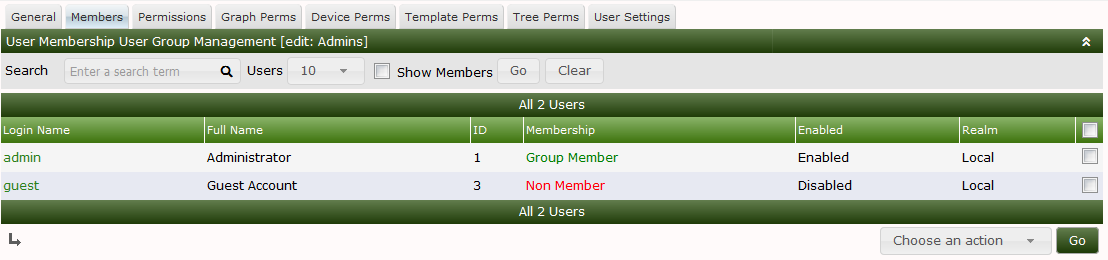 General Members Permissions Graph Perms Device Perms Template Perms Tree Perms User Settings
User Membership User Group Management [edit: Admins]
Search Enter a search term Users 10 Show Members Go Clear
All 2 Users
Login Name Full Name ID Membership Enabled Realm
admin Administrator 1 Group Member Enabled Local
guest Guest Account 3 Non Member Disabled Local
All 2 Users
Choose an action Go